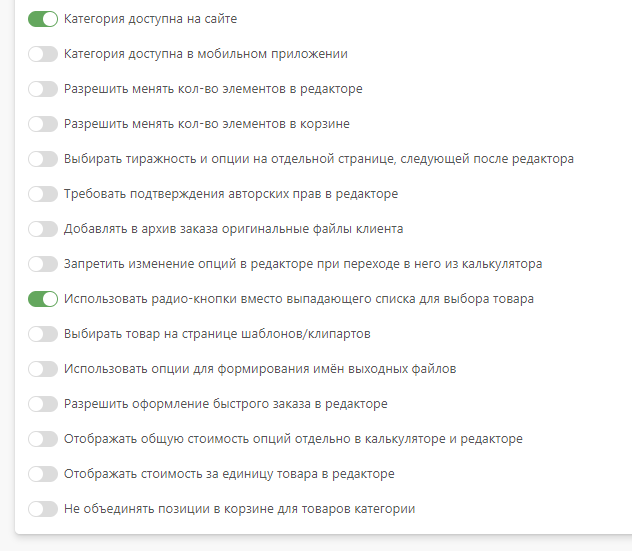 Категория доступна на сайте
Категория доступна в мобильном приложении
Разрешить менять кол-во элементов в редакторе
Разрешить менять кол-во элементов в корзине
Выбирать тиражность и опции на отдельной странице, следующей после редактора
Требовать подтверждения авторских прав в редакторе
Добавлять в архив заказа оригинальные файлы клиента
Запретить изменение опций в редакторе при переходе в него из калькулятора
Использовать радио-кнопки вместо выпадающего списка для выбора товара
Выбирать товар на странице шаблонов/клипартов
Использовать опции для формирования имён выходных файлов
Разрешить оформление быстрого заказа в редакторе
Отображать общую стоимость опций отдельно в калькуляторе и редакторе
Отображать стоимость за единицу товара в редакторе
Не объединять позиции в корзине для товаров категории